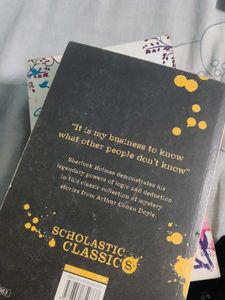 "It is my business to know
what other people don't know"
Sherlock Holmes demonstrates his
legendary powers of logic and deduction
in this classic collection of mystery
stories from Arthur Conan Doyle.
SCHOLASTIC
CLASSICS